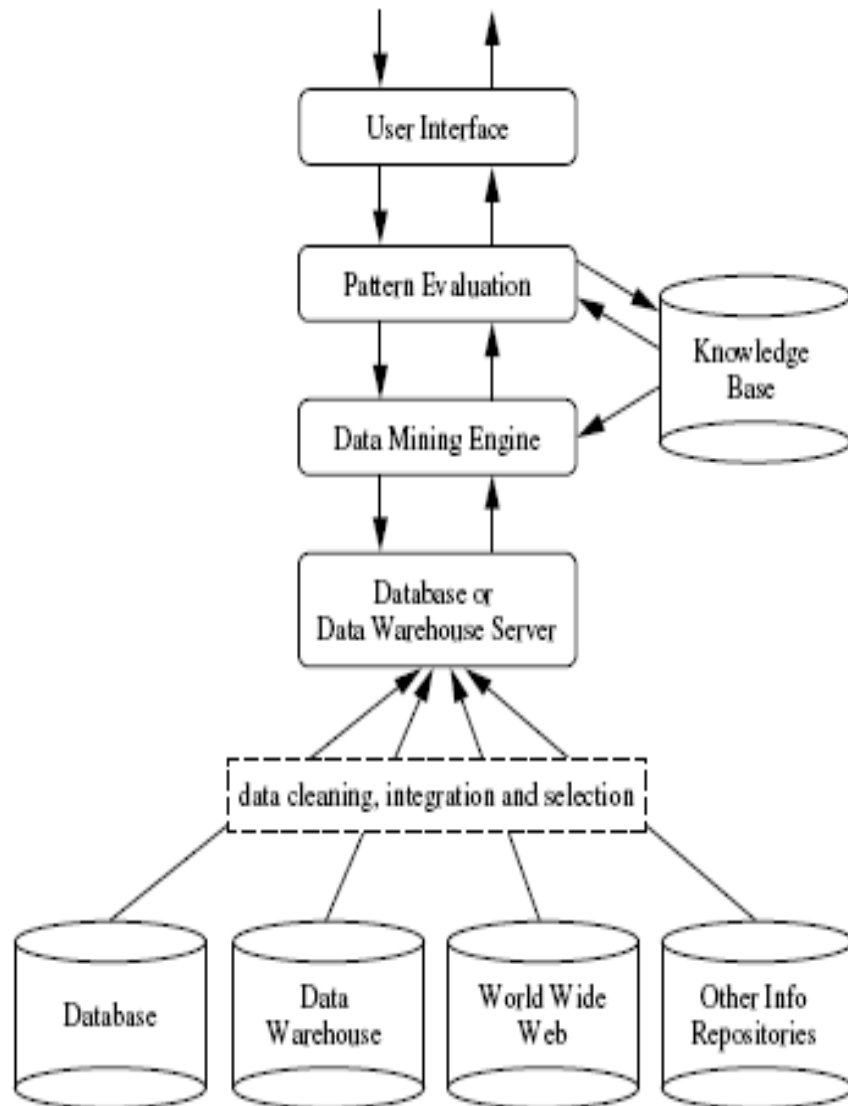 User Interface
Pattern Evaluation
Knowledge
Base
Data Mining Engine
Database or
Data Warehouse Server
data cleaning, integration and selection
Database
Data
Warehouse
World Wide
Web
Other Info
Repositories